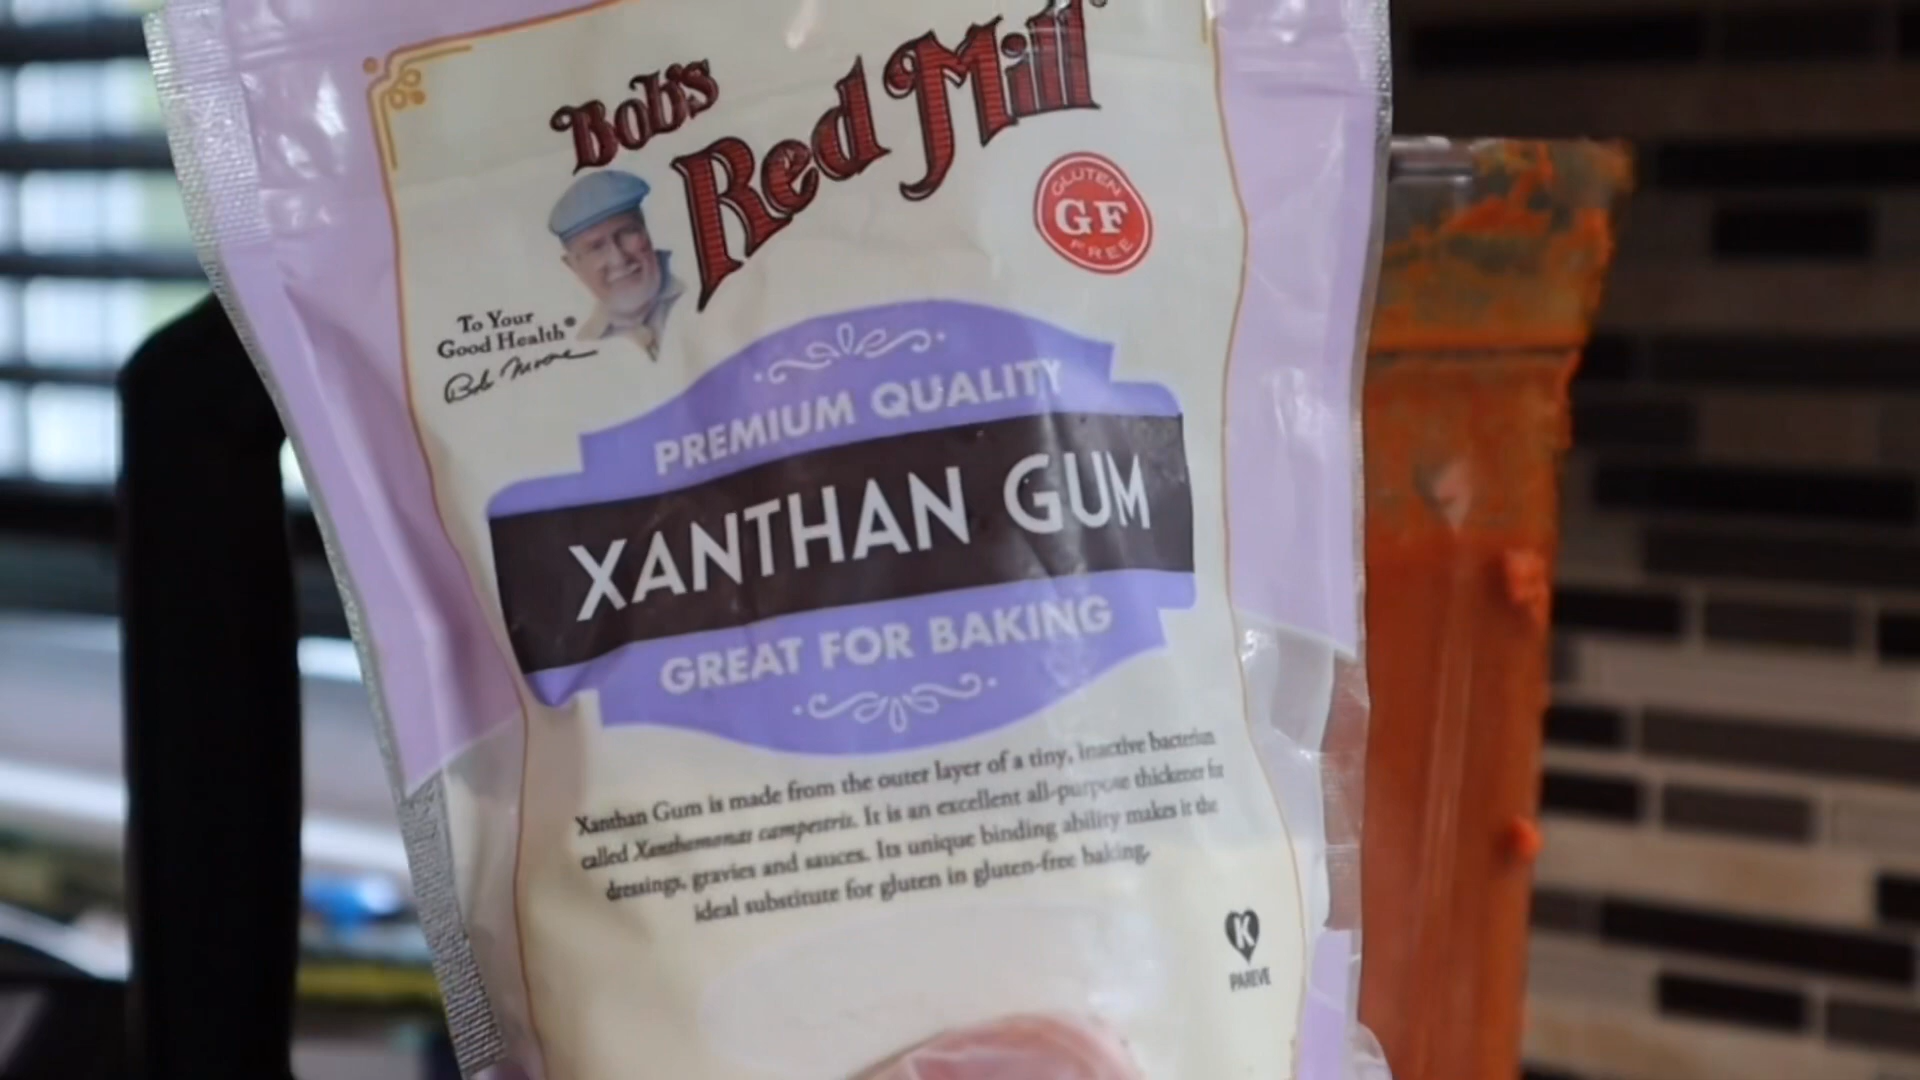 Bob's
Red Mill®
GLUTEN
GF
FREE
To Your
Good Health®
Bob Moore
PREMIUM QUALITY
XANTHAN GUM
GREAT FOR BAKING
Xanthan Gum is made from the outer layer of a tiny, inactive bacterium
called Xanthomonas campestris. It is an excellent all-purpose thickener for
dressings, gravies and sauces. Its unique binding ability makes it the
ideal substitute for gluten in gluten-free baking.
K
PAREVE